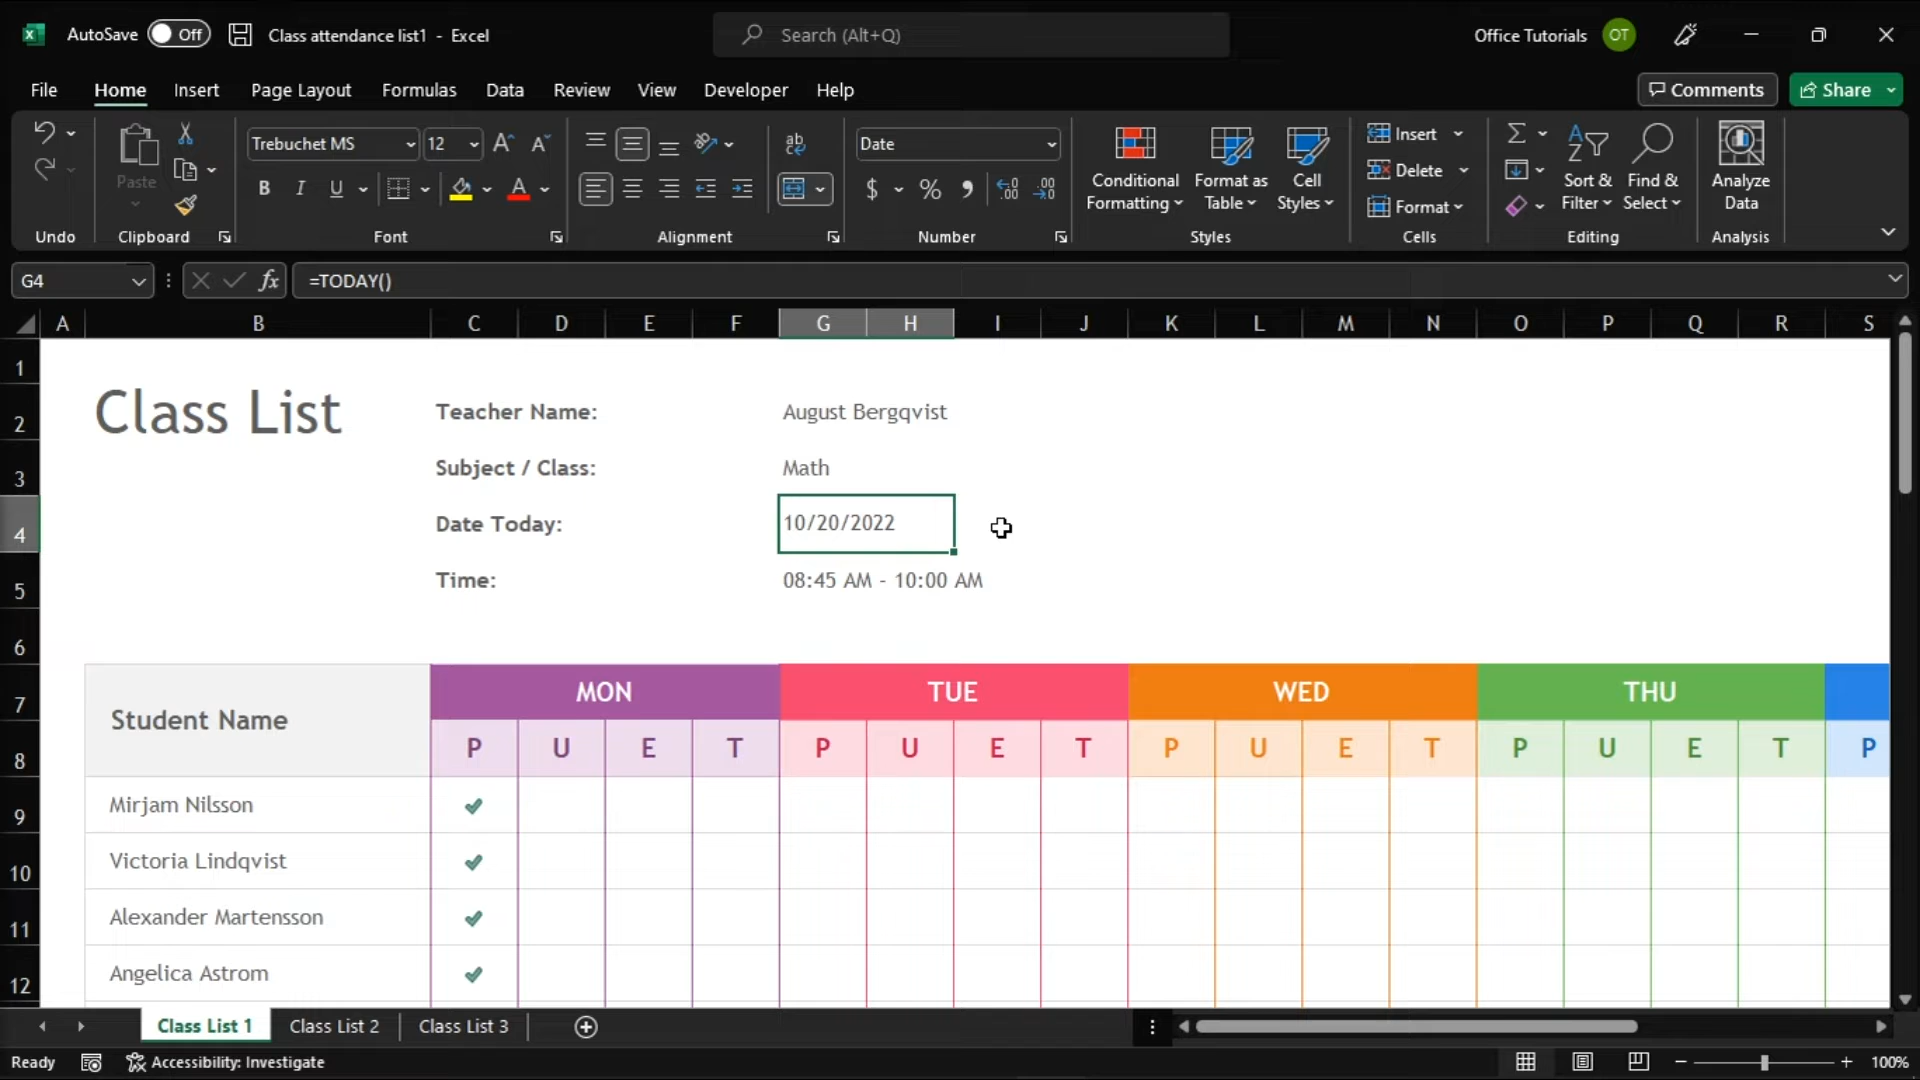 AutoSave Off Class attendance list1 - Excel Search (Alt+Q) Office Tutorials OT
File Home Insert Page Layout Formulas Data Review View Developer Help Comments Share
Trebuchet MS 12 ab Date Insert
Paste B I U A $ % Conditional Formatting Format as Table Cell Styles Delete Sort & Filter Find & Select Analyze Data
Format
Undo Clipboard Font Alignment Number Styles Cells Editing Analysis
G4 fx =TODAY()
A B C D E F G H I J K L M N O P Q R S
1
2 Class List Teacher Name: August Bergqvist
3 Subject / Class: Math
4 Date Today: 10/20/2022
5 Time: 08:45 AM - 10:00 AM
6
7 Student Name MON TUE WED THU
8 P U E T P U E T P U E T P U E T P
9 Mirjam Nilsson
10 Victoria Lindqvist
11 Alexander Martensson
12 Angelica Astrom
Class List 1 Class List 2 Class List 3
Ready Accessibility: Investigate 100%